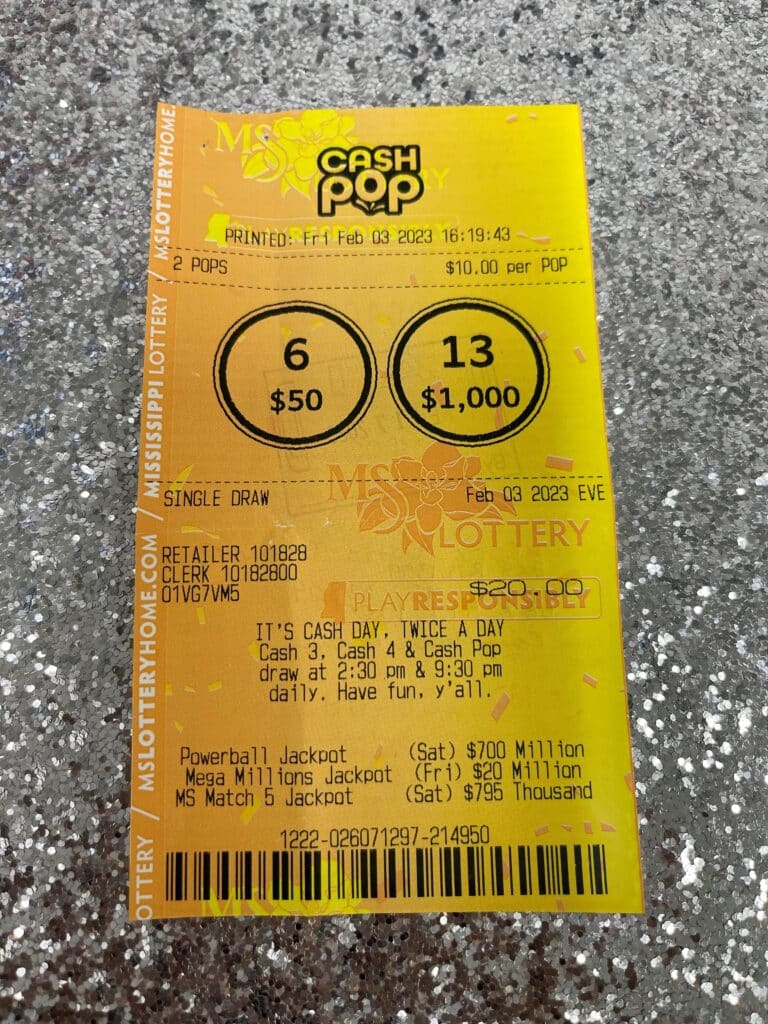 MS
LOTTERY
CASH
POP
PLAYRESPONSIBLY
PRINTED: Fri Feb 03 2023 16:19:43
2 POPS $10.00 per POP
6 13
$50 $1,000
MS
LOTTERY
SINGLE DRAW Feb 03 2023 EVE
RETAILER 101828
CLERK 10182800
01VG7VM5
$20.00
PLAYRESPONSIBLY
IT'S CASH DAY, TWICE A DAY
Cash 3, Cash 4 & Cash Pop
draw at 2:30 pm & 9:30 pm
daily. Have fun, y'all.
Powerball Jackpot (Sat) $700 Million
Mega Millions Jackpot (Fri) $20 Million
MS Match 5 Jackpot (Sat) $795 Thousand
1222-026071297-214950
OTTERY / MSLOTTERYHOME.COM / MISSISSIPPI LOTTERY / MSLOTTERYHOME.